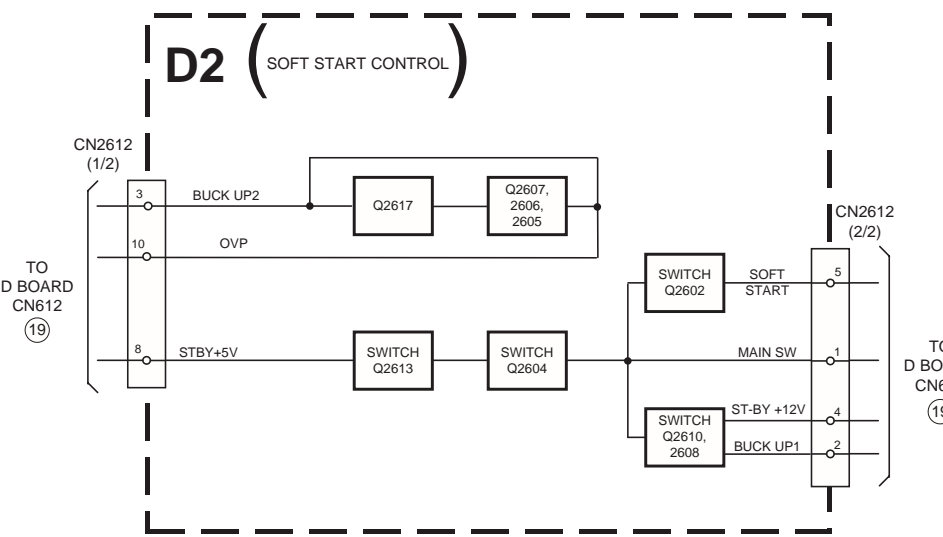 D2 ( SOFT START CONTROL )
CN2612
(1/2)
3
BUCK UP2
10
OVP
8
STBY+5V
TO
D BOARD
CN612
19
Q2617
Q2607,
2606,
2605
SWITCH
Q2613
SWITCH
Q2604
SWITCH
Q2602
SOFT
START
MAIN SW
SWITCH
Q2610,
2608
ST-BY +12V
BUCK UP1
CN2612
(2/2)
5
1
4
2